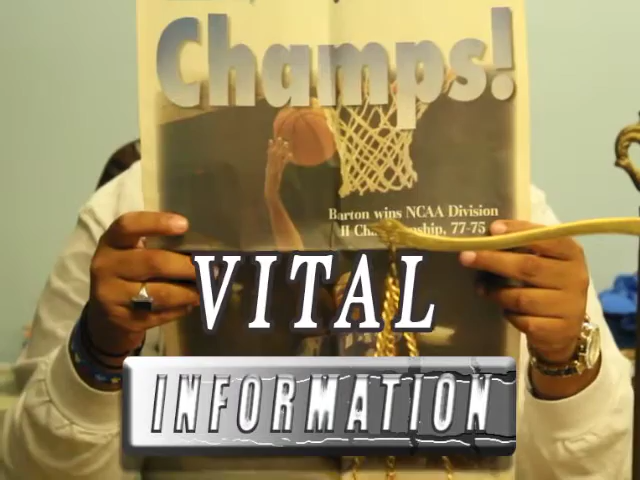 Champs!
Barton wins NCAA Division
II Championship, 77-75
VITAL
INFORMATION